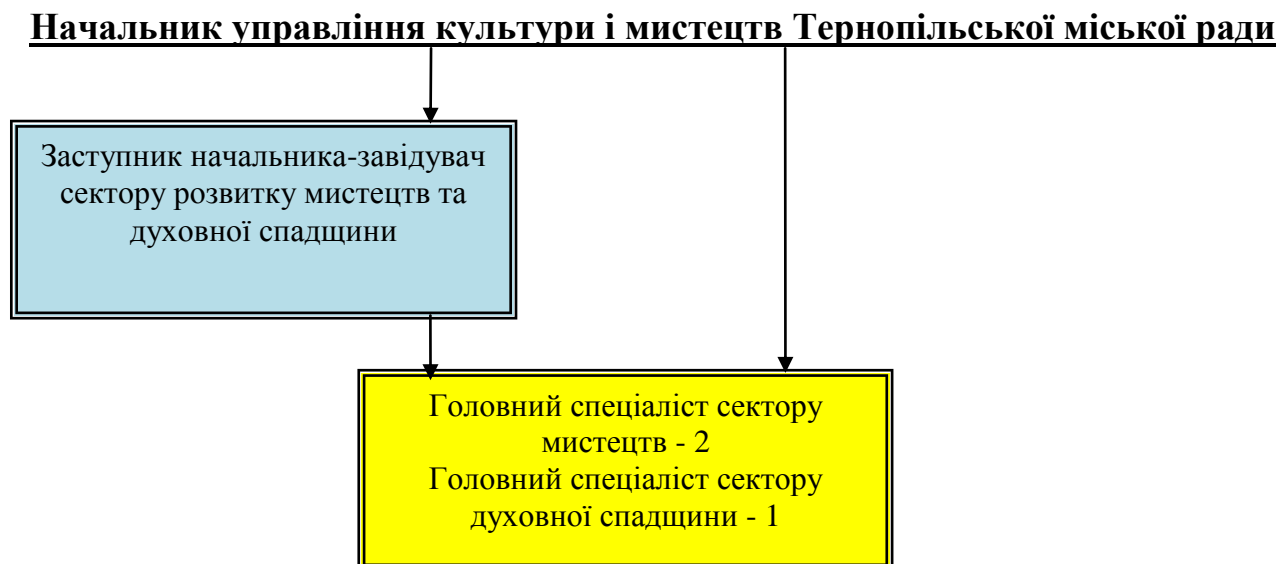 Начальник управління культури і мистецтв Тернопільської міської ради
Заступник начальника-завідувач
сектору розвитку мистецтв та
духовної спадщини
Головний спеціаліст сектору
мистецтв - 2
Головний спеціаліст сектору
духовної спадщини - 1